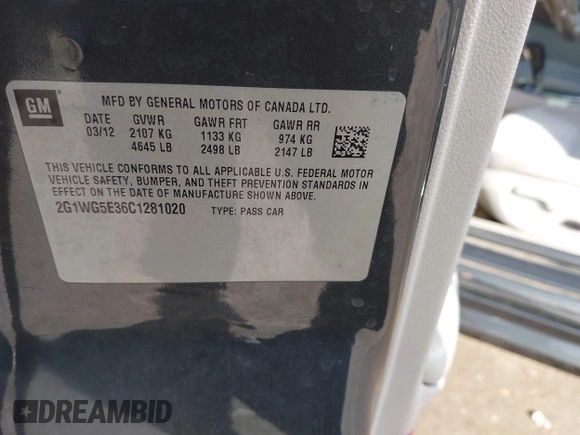 GM
®
MFD BY GENERAL MOTORS OF CANADA LTD.
DATE GVWR GAWR FRT GAWR RR
03/12 2107 KG 1133 KG 974 KG
4645 LB 2498 LB 2147 LB
THIS VEHICLE CONFORMS TO ALL APPLICABLE U.S. FEDERAL MOTOR
VEHICLE SAFETY, BUMPER, AND THEFT PREVENTION STANDARDS IN
EFFECT ON THE DATE OF MANUFACTURE SHOWN ABOVE.
2G1WG5E36C1281020 TYPE: PASS CAR
DREAMBID